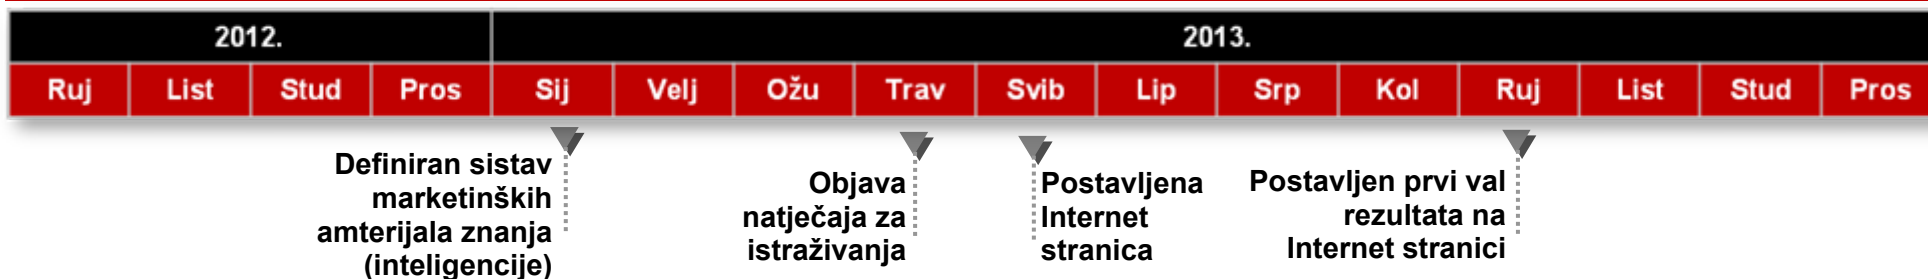 2012. 2013.
Ruj List Stud Pros Sij Velj Ožu Trav Svib Lip Srp Kol Ruj List Stud Pros
Definiran sistav
marketinških
amterijala znanja
(inteligencije)
Objava
natječaja za
istraživanja
Postavljena
Internet
stranica
Postavljen prvi val
rezultata na
Internet stranici